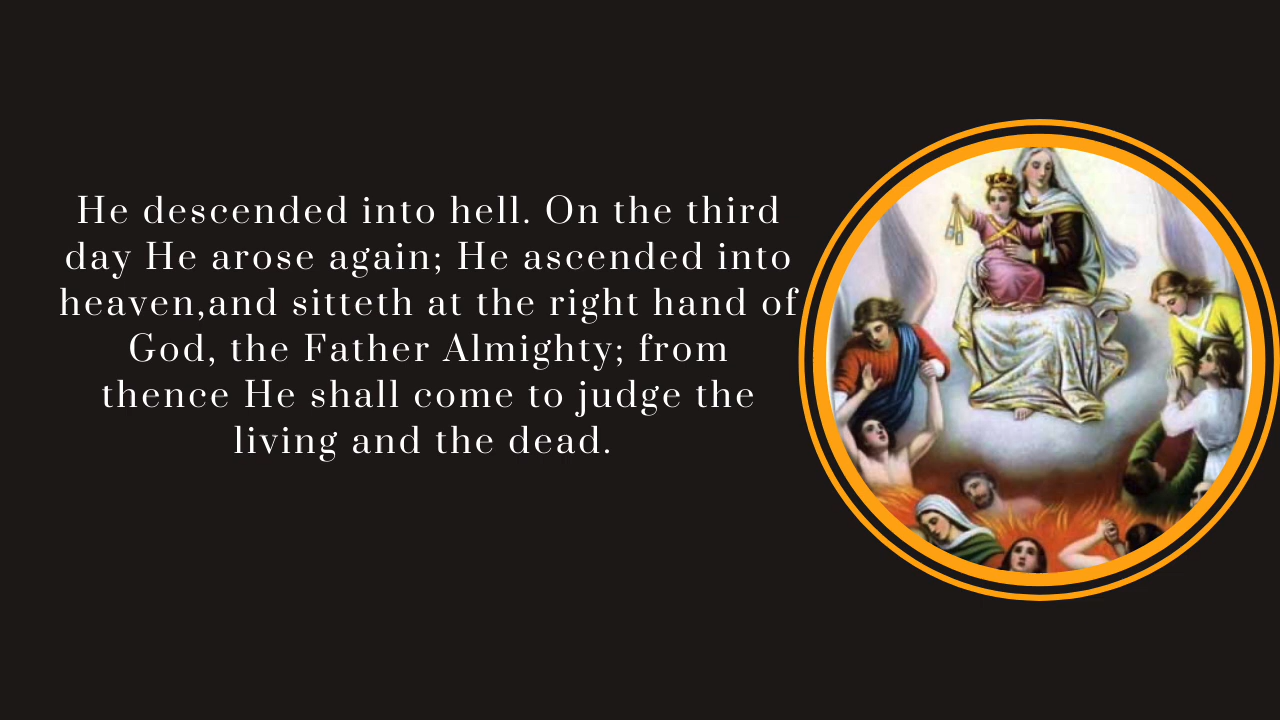 He descended into hell. On the third
day He arose again; He ascended into
heaven,and sitteth at the right hand of
God, the Father Almighty; from
thence He shall come to judge the
living and the dead.